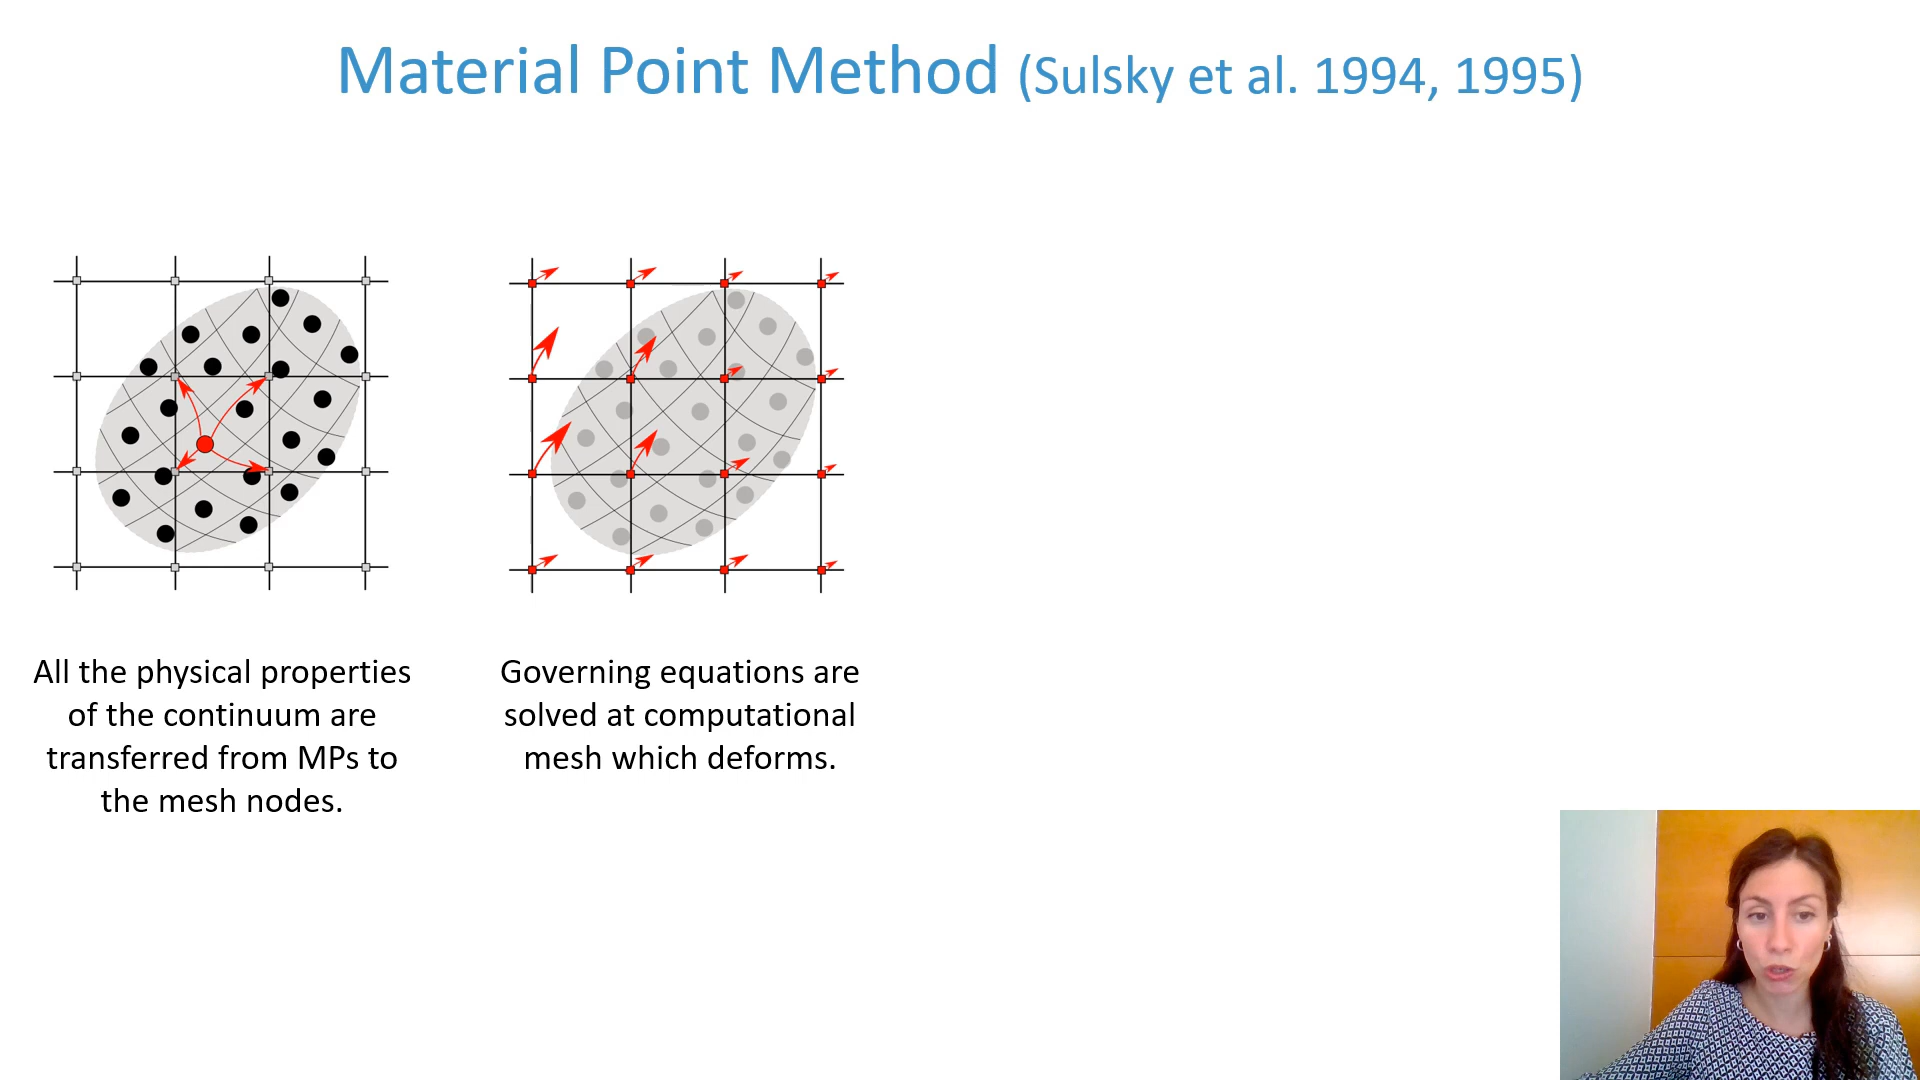 Material Point Method (Sulsky et al. 1994, 1995)
All the physical properties
of the continuum are
transferred from MPs to
the mesh nodes.
Governing equations are
solved at computational
mesh which deforms.